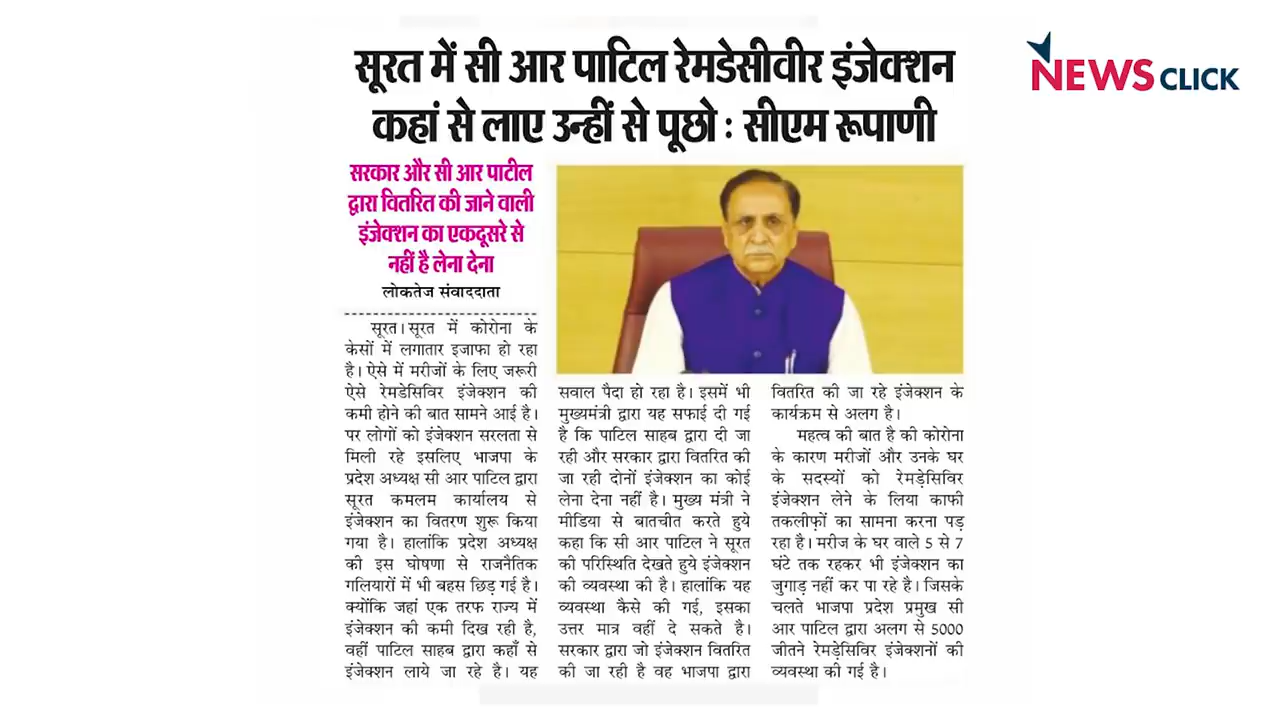 सूरत में सी आर पाटिल रेमडेसीवीर इंजेक्शन
कहां से लाए उन्हीं से पूछो : सीएम रूपाणी
NEWS CLICK
सरकार और सी आर पाटील
द्वारा वितरित की जाने वाली
इंजेक्शन का एकदूसरे से
नहीं है लेना देना
लोकतेज संवाददाता
सूरत। सूरत में कोरोना के
केसों में लगातार इजाफा हो रहा
है। ऐसे में मरीजों के लिए जरूरी
ऐसे रेमडेसिविर इंजेक्शन की
कमी होने की बात सामने आई है।
पर लोगों को इंजेक्शन सरलता से
मिली रहे इसलिए भाजपा के
प्रदेश अध्यक्ष सी आर पाटिल द्वारा
सूरत कमलम कार्यालय से
इंजेक्शन का वितरण शुरू किया
गया है। हालांकि प्रदेश अध्यक्ष
की इस घोषणा से राजनैतिक
गलियारों में भी बहस छिड़ गई है।
क्योंकि जहां एक तरफ राज्य में
इंजेक्शन की कमी दिख रही है,
वहीं पाटिल साहब द्वारा कहाँ से
इंजेक्शन लाये जा रहे है। यह
सवाल पैदा हो रहा है। इसमें भी
मुख्यमंत्री द्वारा यह सफाई दी गई
है कि पाटिल साहब द्वारा दी जा
रही और सरकार द्वारा वितरित की
जा रही दोनों इंजेक्शन का कोई
लेना देना नहीं है। मुख्य मंत्री ने
मीडिया से बातचीत करते हुये
कहा कि सी आर पाटिल ने सूरत
की परिस्थिति देखते हुये इंजेक्शन
की व्यवस्था की है। हालांकि यह
व्यवस्था कैसे की गई, इसका
उत्तर मात्र वहीं दे सकते है।
सरकार द्वारा जो इंजेक्शन वितरित
की जा रही है वह भाजपा द्वारा
वितरित की जा रहे इंजेक्शन के
कार्यक्रम से अलग है।
महत्व की बात है की कोरोना
के कारण मरीजों और उनके घर
के सदस्यों को रेमड़ेसिविर
इंजेक्शन लेने के लिया काफी
तकलीफ़ों का सामना करना पड़
रहा है। मरीज के घर वाले 5 से 7
घंटे तक रहकर भी इंजेक्शन का
जुगाड़ नहीं कर पा रहे है। जिसके
चलते भाजपा प्रदेश प्रमुख सी
आर पाटिल द्वारा अलग से 5000
जीतने रेमड़ेसिविर इंजेक्शनों की
व्यवस्था की गई है।